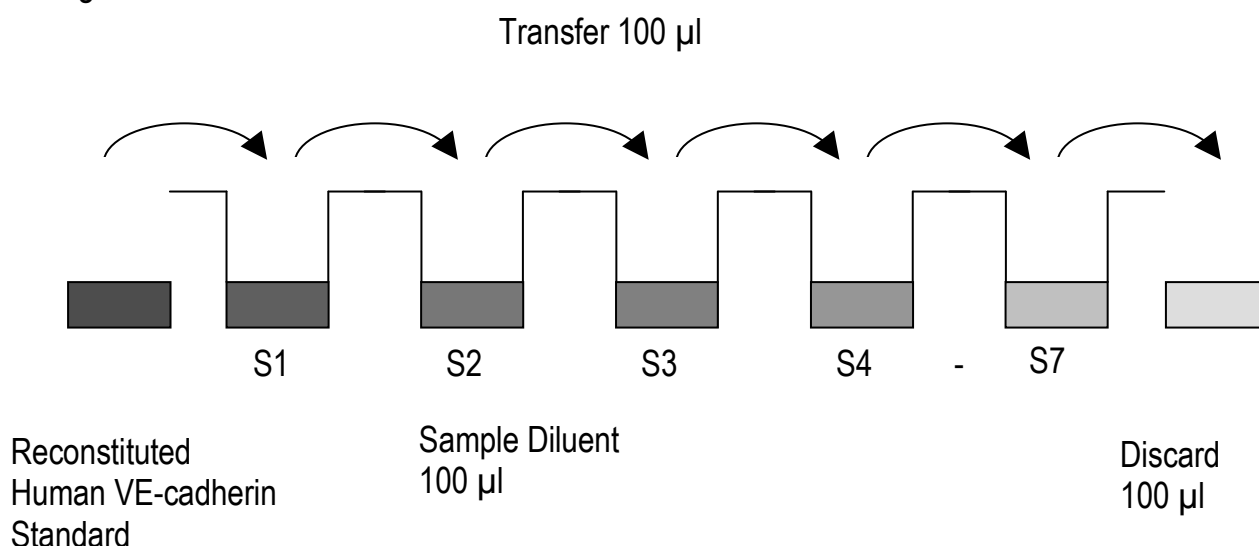 Transfer 100 µl
S1 S2 S3 S4 - S7
Reconstituted
Human VE-cadherin
Standard
Sample Diluent
100 µl
Discard
100 µl